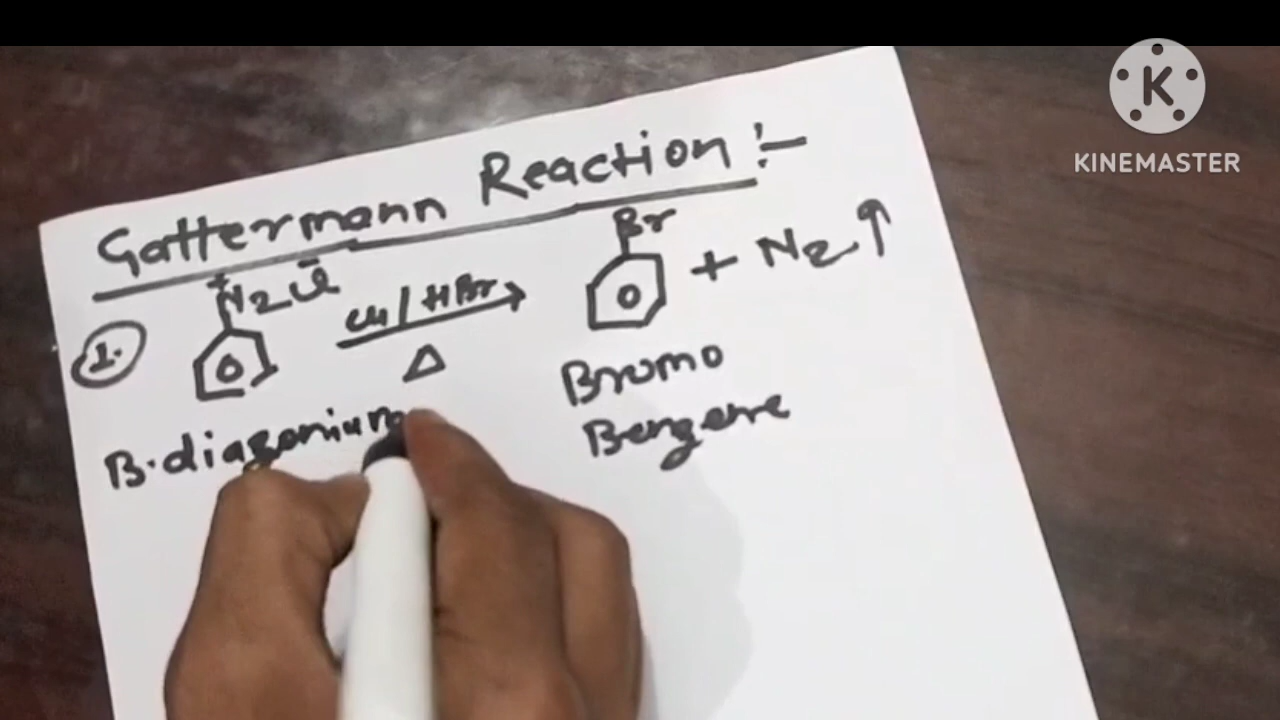 Gattermann Reaction :-
1.
N2Cl
+ -
Cu / HBr
Δ
Br
+ N2 ↑
Bromo
Benzene
B. diazonium
K
KINEMASTER